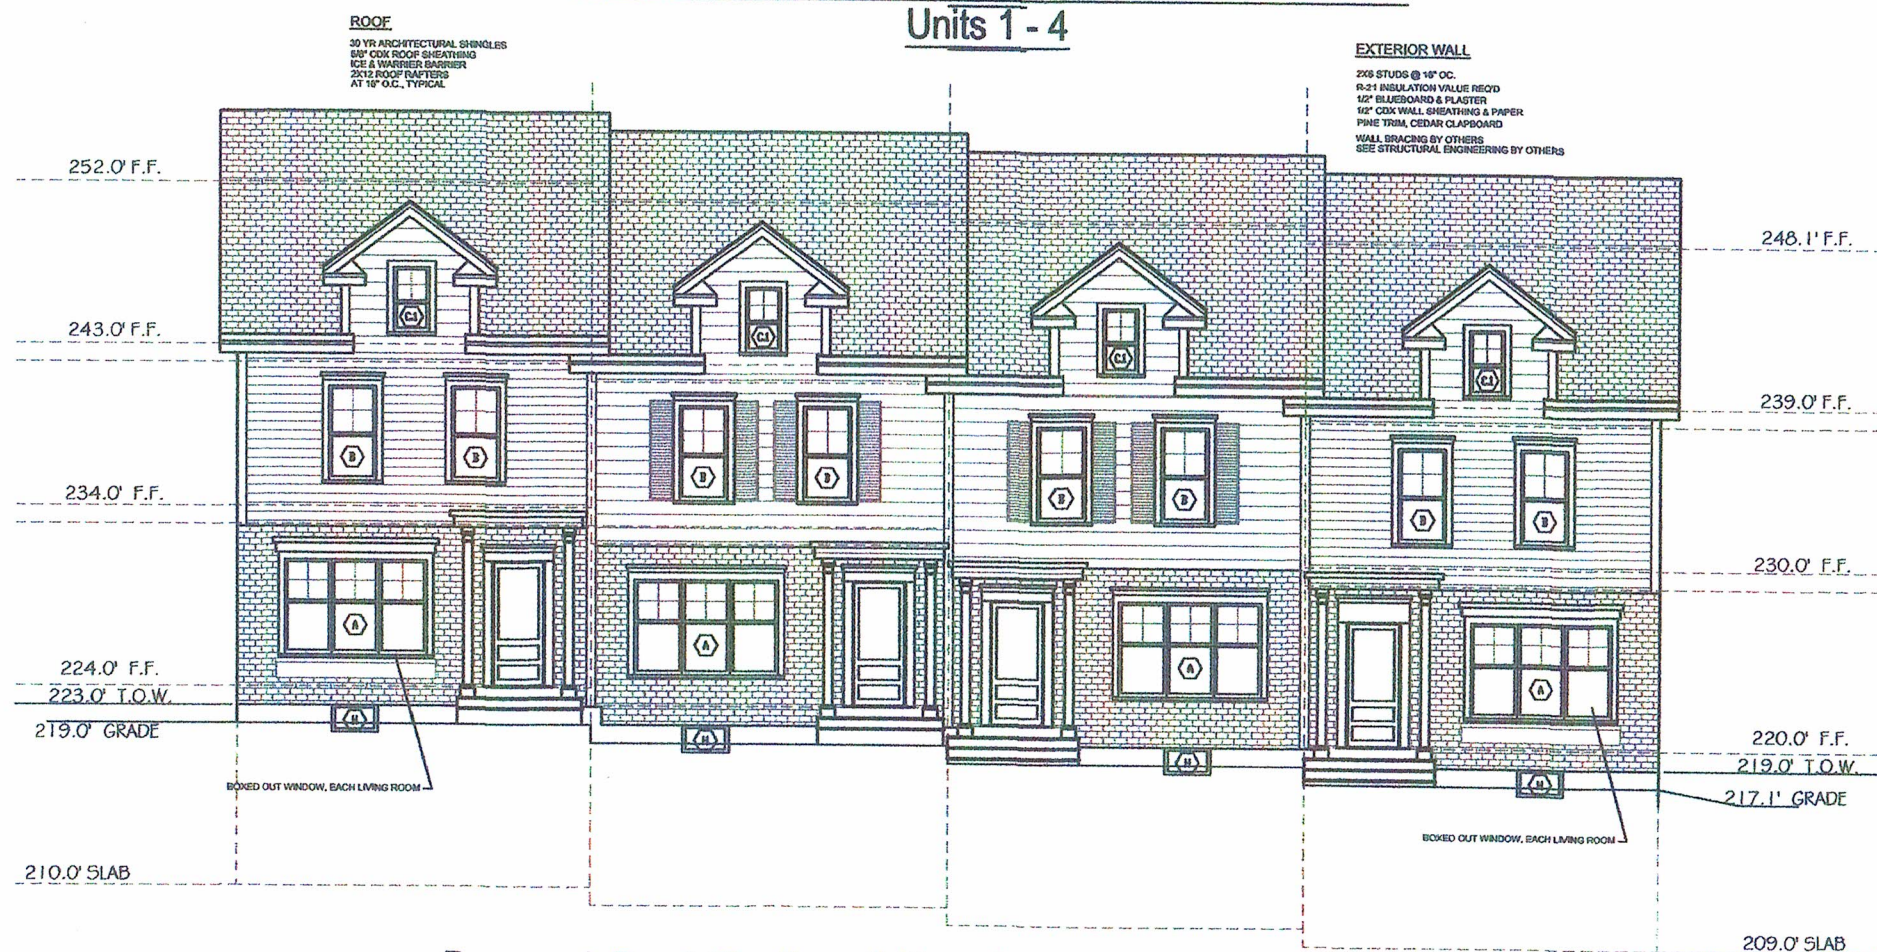 Units 1 - 4
ROOF
30 YR ARCHITECTURAL SHINGLES
5/8" CDX ROOF SHEATHING
ICE & WARRIER BARRIER
2X12 ROOF RAFTERS
AT 16" O.C., TYPICAL
EXTERIOR WALL
2X6 STUDS @ 16" OC.
R-21 INSULATION VALUE REQ'D
1/2" BLUEBOARD & PLASTER
1/2" CDX WALL SHEATHING & PAPER
PINE TRIM, CEDAR CLAPBOARD
WALL BRACING BY OTHERS
SEE STRUCTURAL ENGINEERING BY OTHERS
252.0' F.F.
248.1' F.F.
C.1
C.1
C.1
C.1
243.0' F.F.
239.0' F.F.
B B
B B
B B
B B
234.0' F.F.
230.0' F.F.
A
A
A
A
224.0' F.F.
223.0' T.O.W.
219.0' GRADE
H
H
H
H
220.0' F.F.
219.0' T.O.W.
217.1' GRADE
BOXED OUT WINDOW, EACH LIVING ROOM
BOXED OUT WINDOW, EACH LIVING ROOM
210.0' SLAB
209.0' SLAB